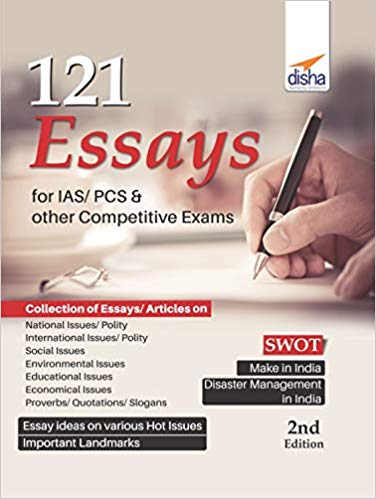 disha
121
Essays
for IAS/ PCS &
other Competitive Exams
Collection of Essays/ Articles on
National Issues/ Polity
International Issues/ Polity
Social Issues
Environmental Issues
Educational Issues
Economical Issues
Proverbs/ Quotations/ Slogans
Essay ideas on various Hot Issues
Important Landmarks
SWOT
Make in India
Disaster Management
in India
2nd
Edition